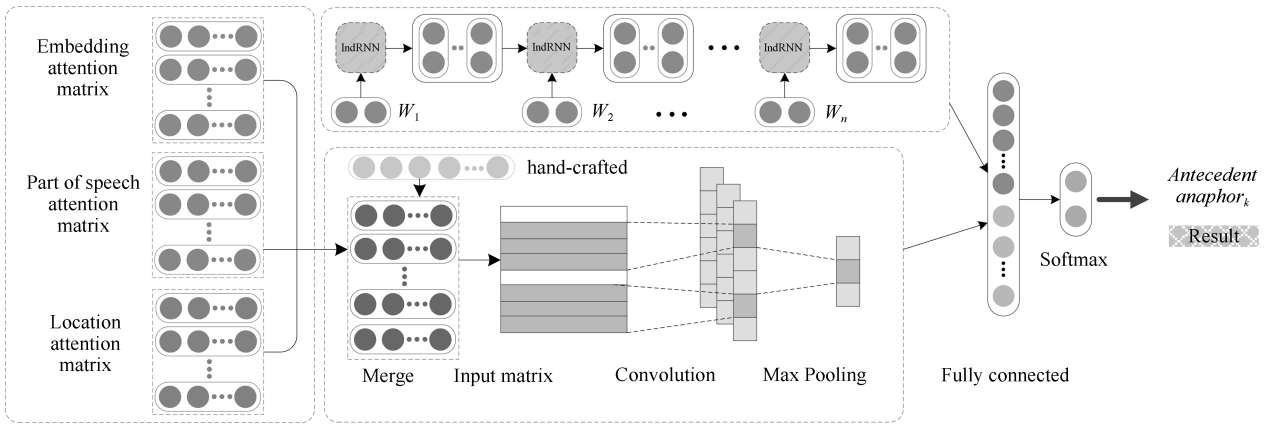 Embedding
attention
matrix
Part of speech
attention
matrix
Location
attention
matrix
IndRNN
IndRNN
IndRNN
W1
W2
Wn
hand-crafted
Merge
Input matrix
Convolution
Max Pooling
Fully connected
Softmax
Antecedent
anaphork
Result